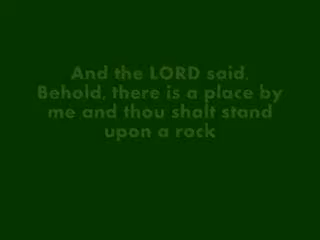 And the LORD said,
Behold, there is a place by
me and thou shalt stand
upon a rock